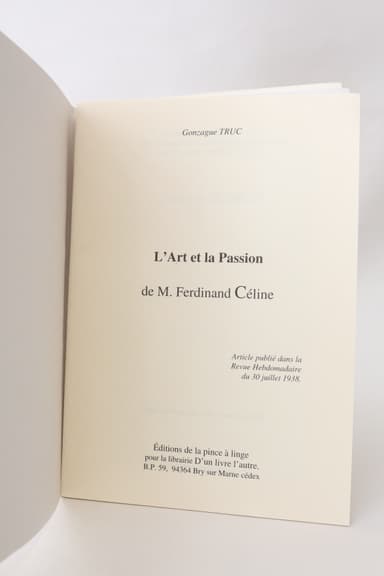 Gonzague TRUC
L'Art et la Passion
de M. Ferdinand Céline
Article publié dans la
Revue Hebdomadaire
du 30 juillet 1938.
Éditions de la pince à linge
pour la librairie D'un livre l'autre.
B.P. 59, 94364 Bry sur Marne cédex